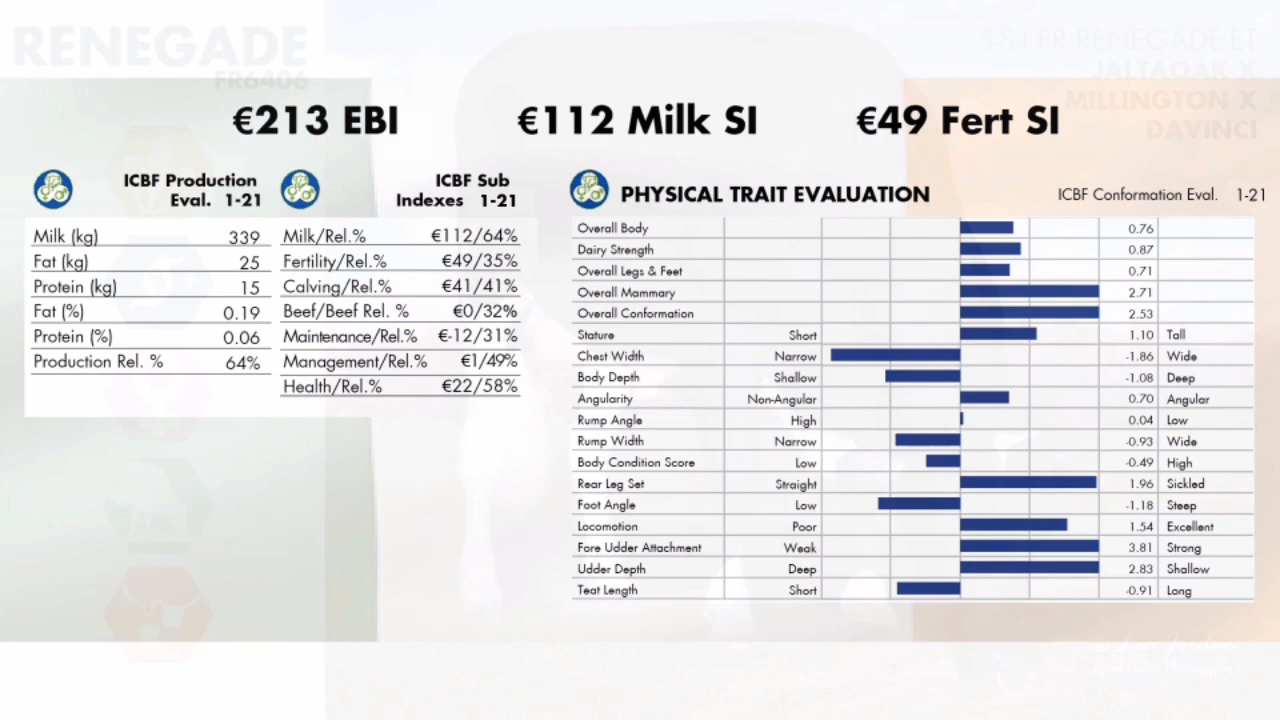 RENEGADE
FR6406
5-S I PR RENEGADE ET
JALTAOAK X
MILLINGTON X
DAVINCI
€213 EBI €112 Milk SI €49 Fert SI
ICBF Production
Eval. 1-21
Milk (kg) 339
Fat (kg) 25
Protein (kg) 15
Fat (%) 0.19
Protein (%) 0.06
Production Rel. % 64%
ICBF Sub
Indexes 1-21
Milk/Rel.% €112/64%
Fertility/Rel.% €49/35%
Calving/Rel.% €41/41%
Beef/Beef Rel. % €0/32%
Maintenance/Rel.% €-12/31%
Management/Rel.% €1/49%
Health/Rel.% €22/58%
PHYSICAL TRAIT EVALUATION ICBF Conformation Eval. 1-21
Overall Body 0.76
Dairy Strength 0.87
Overall Legs & Feet 0.71
Overall Mammary 2.71
Overall Conformation 2.53
Stature Short 1.10 Tall
Chest Width Narrow -1.86 Wide
Body Depth Shallow -1.08 Deep
Angularity Non-Angular 0.70 Angular
Rump Angle High 0.04 Low
Rump Width Narrow -0.93 Wide
Body Condition Score Low -0.49 High
Rear Leg Set Straight 1.96 Sickled
Foot Angle Low -1.18 Steep
Locomotion Poor 1.54 Excellent
Fore Udder Attachment Weak 3.81 Strong
Udder Depth Deep 2.83 Shallow
Teat Length Short -0.91 Long